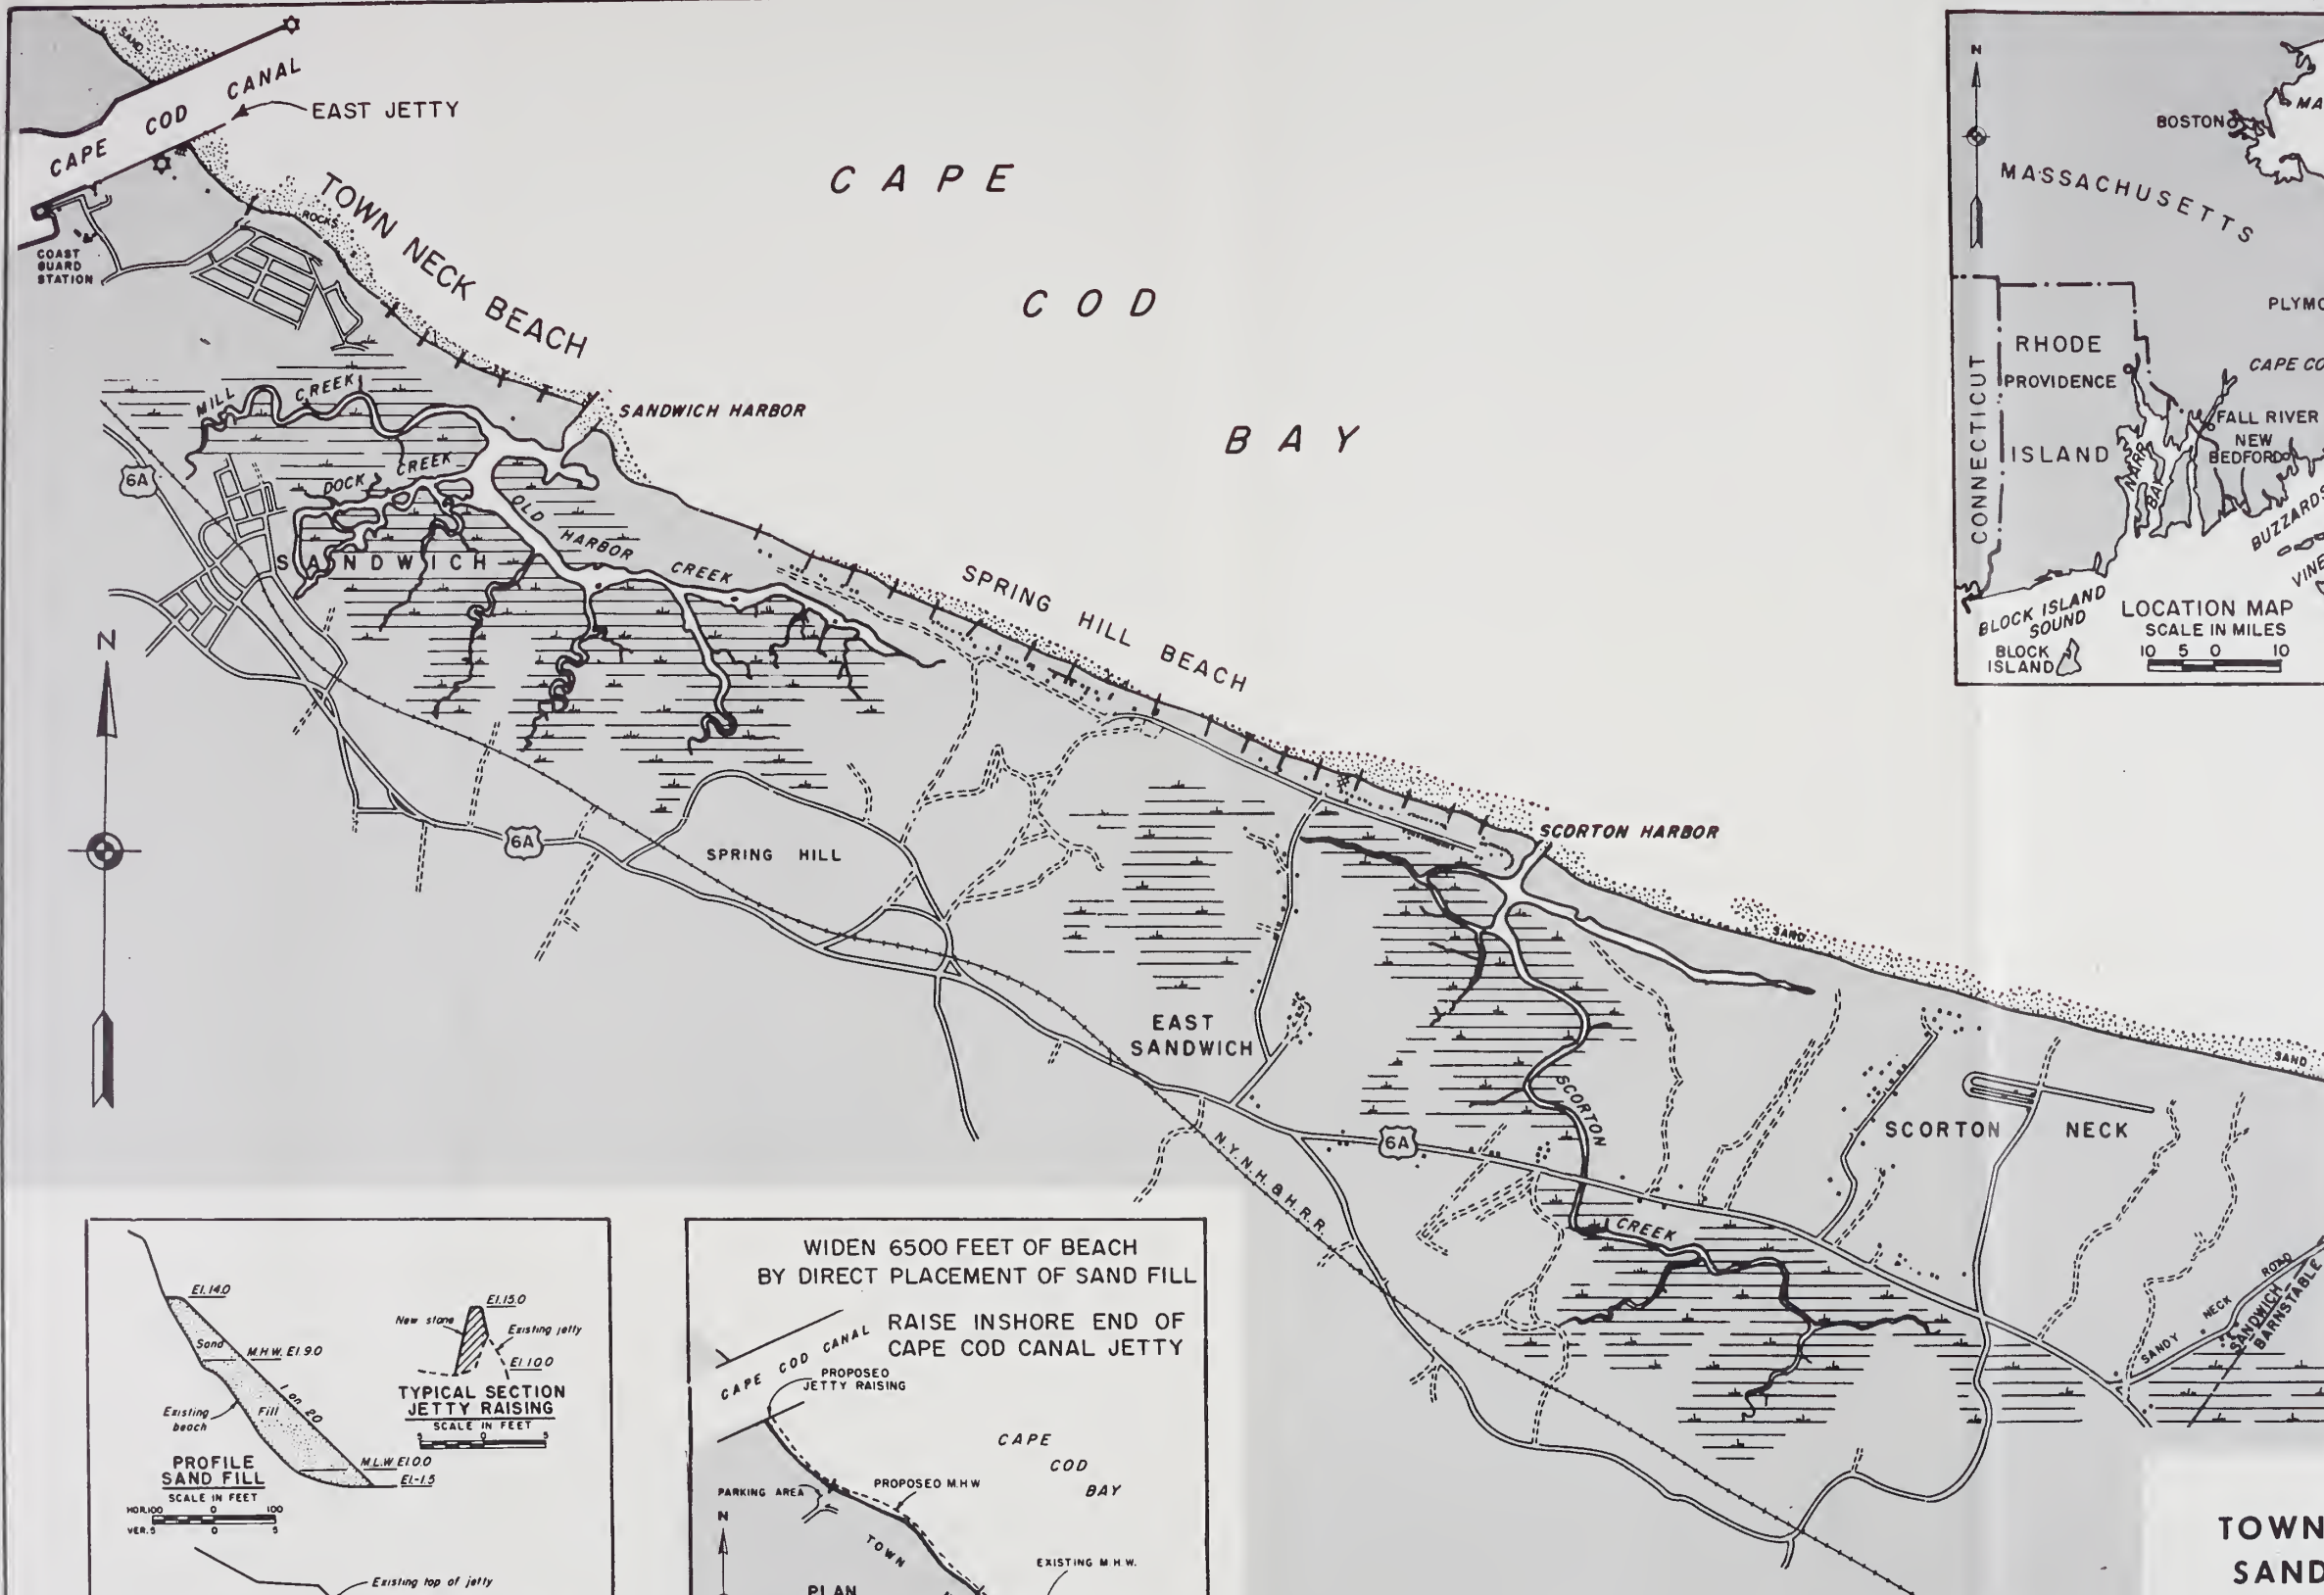 SAND
CAPE COD CANAL
EAST JETTY
COAST
GUARD
STATION
ROCKS
TOWN NECK BEACH
CAPE
COD
BAY
SANDWICH HARBOR
MILL CREEK
DOCK CREEK
OLD HARBOR CREEK
6A
SANDWICH
SPRING HILL BEACH
N
6A
SPRING HILL
SCORTON HARBOR
SAND
EAST
SANDWICH
SAND
SCORTON CREEK
6A
SCORTON NECK
N.Y.N.H. & H.R.R.
SANDY NECK ROAD
SANDWICH
BARNSTABLE
N
BOSTON
MASSACHUSETTS
CONNECTICUT
RHODE
ISLAND
PROVIDENCE
FALL RIVER
NEW
BEDFORD
NARR.
BAY
BLOCK ISLAND
SOUND
BLOCK
ISLAND
LOCATION MAP
SCALE IN MILES
10 5 0 10
El.14.0
Sand
M.H.W. El.9.0
1 on 20
Existing
beach
Fill
M.L.W. El.0.0
El.-1.5
PROFILE
SAND FILL
SCALE IN FEET
HOR.100 0 100
VER.5 0 5
New stone
El.15.0
Existing jetty
El.10.0
TYPICAL SECTION
JETTY RAISING
SCALE IN FEET
5 0 5
Existing top of jetty
WIDEN 6500 FEET OF BEACH
BY DIRECT PLACEMENT OF SAND FILL
RAISE INSHORE END OF
CAPE COD CANAL JETTY
CAPE COD CANAL
PROPOSED
JETTY RAISING
CAPE
COD
BAY
PARKING AREA
PROPOSED M.H.W
N
TOWN
EXISTING M.H.W.
PLAN
TOWN